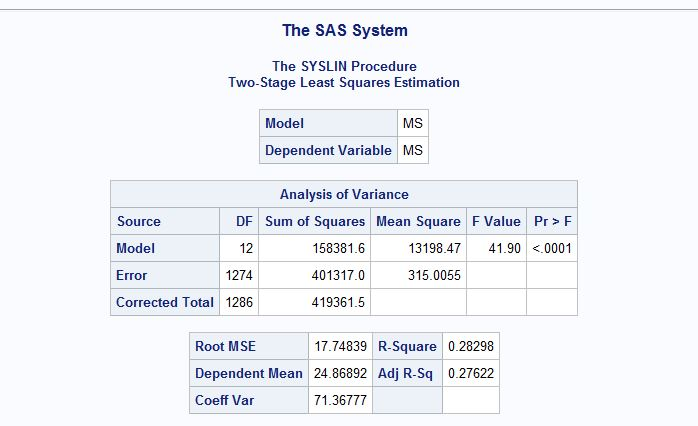 The SAS System
The SYSLIN Procedure
Two-Stage Least Squares Estimation
Model MS
Dependent Variable MS
Analysis of Variance
Source DF Sum of Squares Mean Square F Value Pr > F
Model 12 158381.6 13198.47 41.90 <.0001
Error 1274 401317.0 315.0055
Corrected Total 1286 419361.5
Root MSE 17.74839 R-Square 0.28298
Dependent Mean 24.86892 Adj R-Sq 0.27622
Coeff Var 71.36777